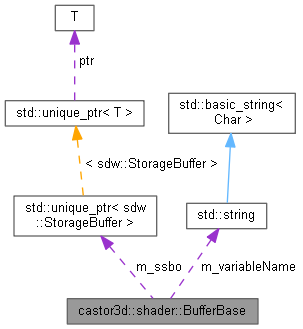 T
ptr
std::unique_ptr< T >
std::basic_string<
Char >
< sdw::StorageBuffer >
std::unique_ptr< sdw
::StorageBuffer >
std::string
m_ssbo
m_variableName
castor3d::shader::BufferBase